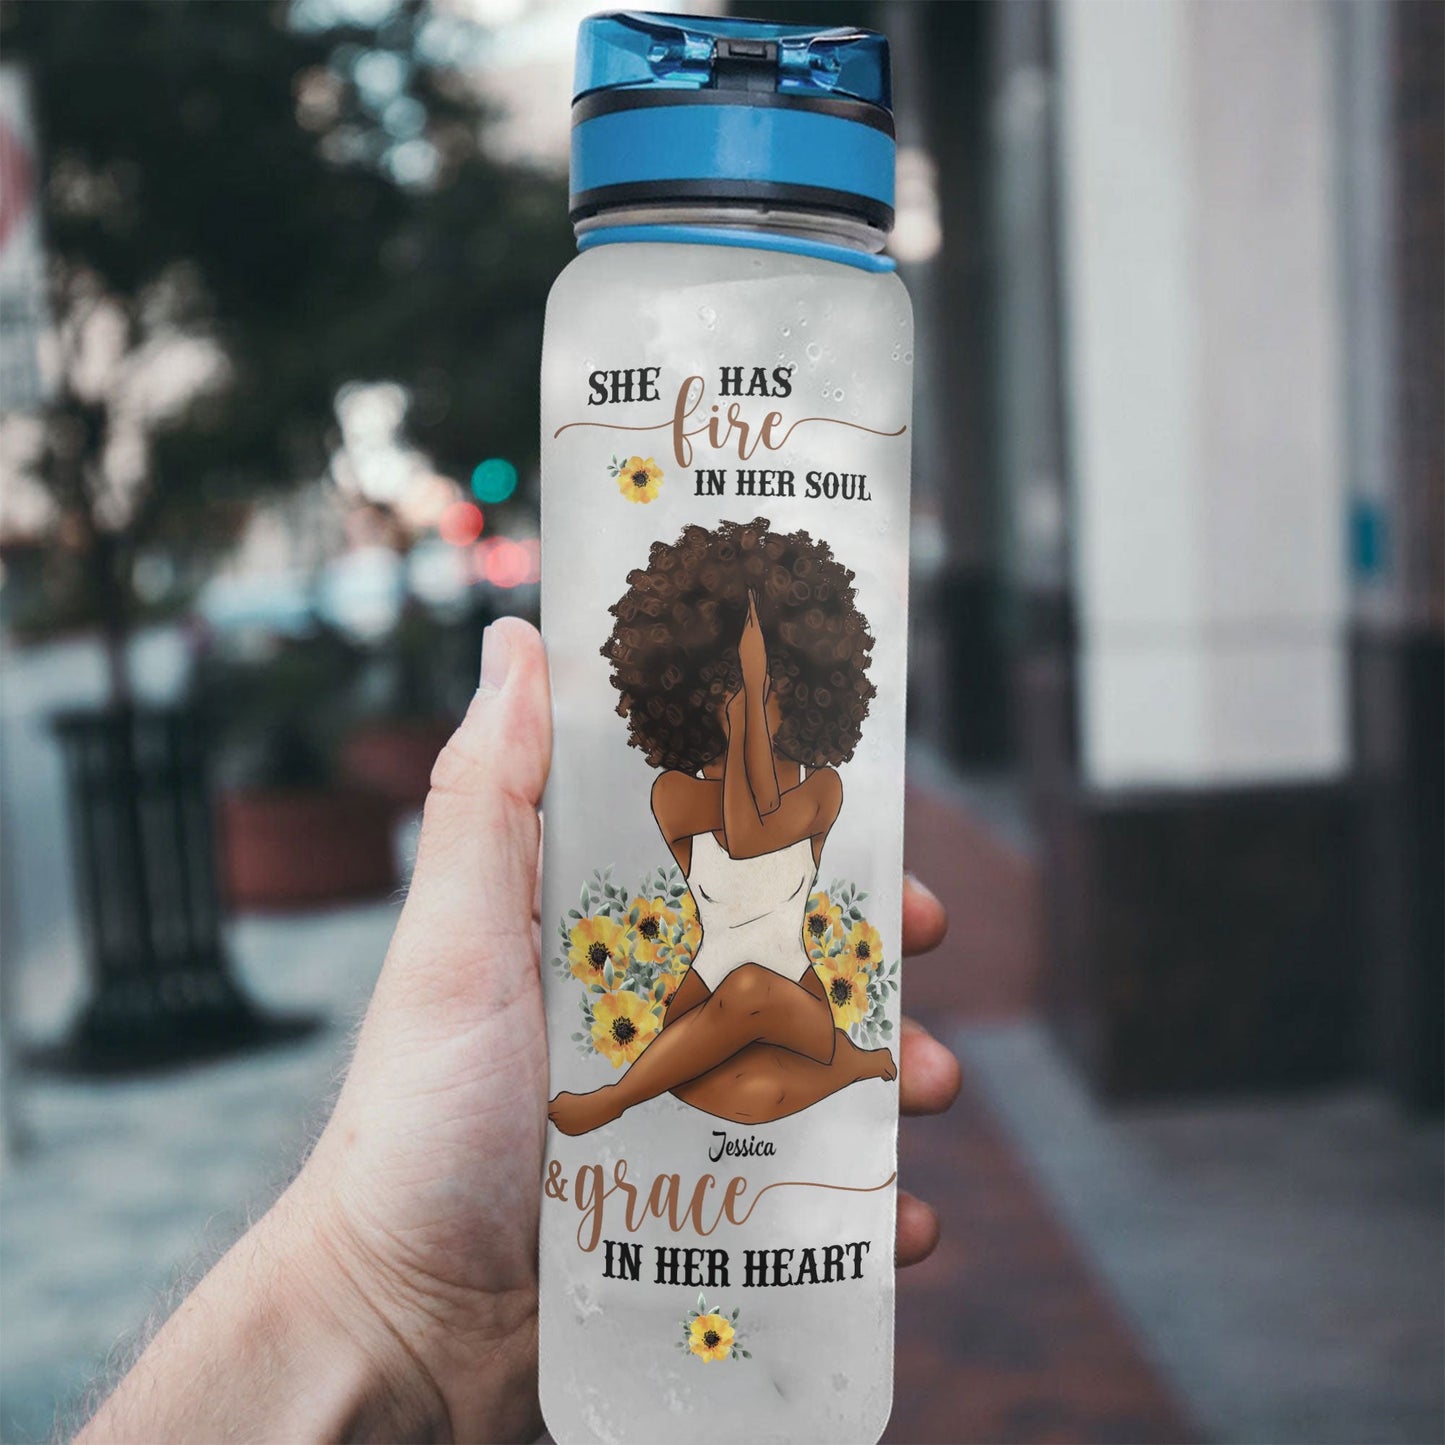 SHE HAS
fire
IN HER SOUL
Jessica
& grace
IN HER HEART